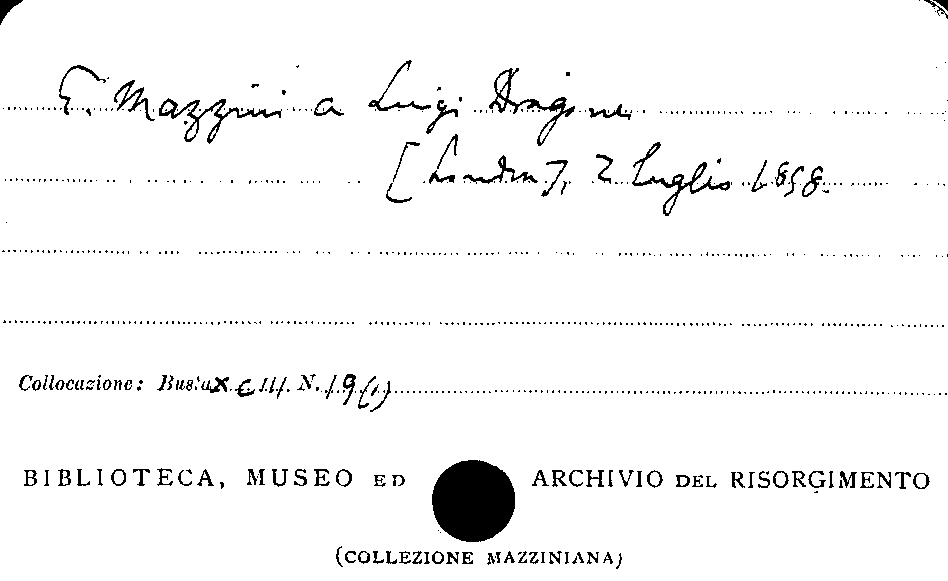 G. Mazzini a Luigi Dragone
[Londra], 2 luglio 1858.
Collocazione: Busta XCIII. N. 19(1)
BIBLIOTECA, MUSEO ED ARCHIVIO DEL RISORGIMENTO
(COLLEZIONE MAZZINIANA)